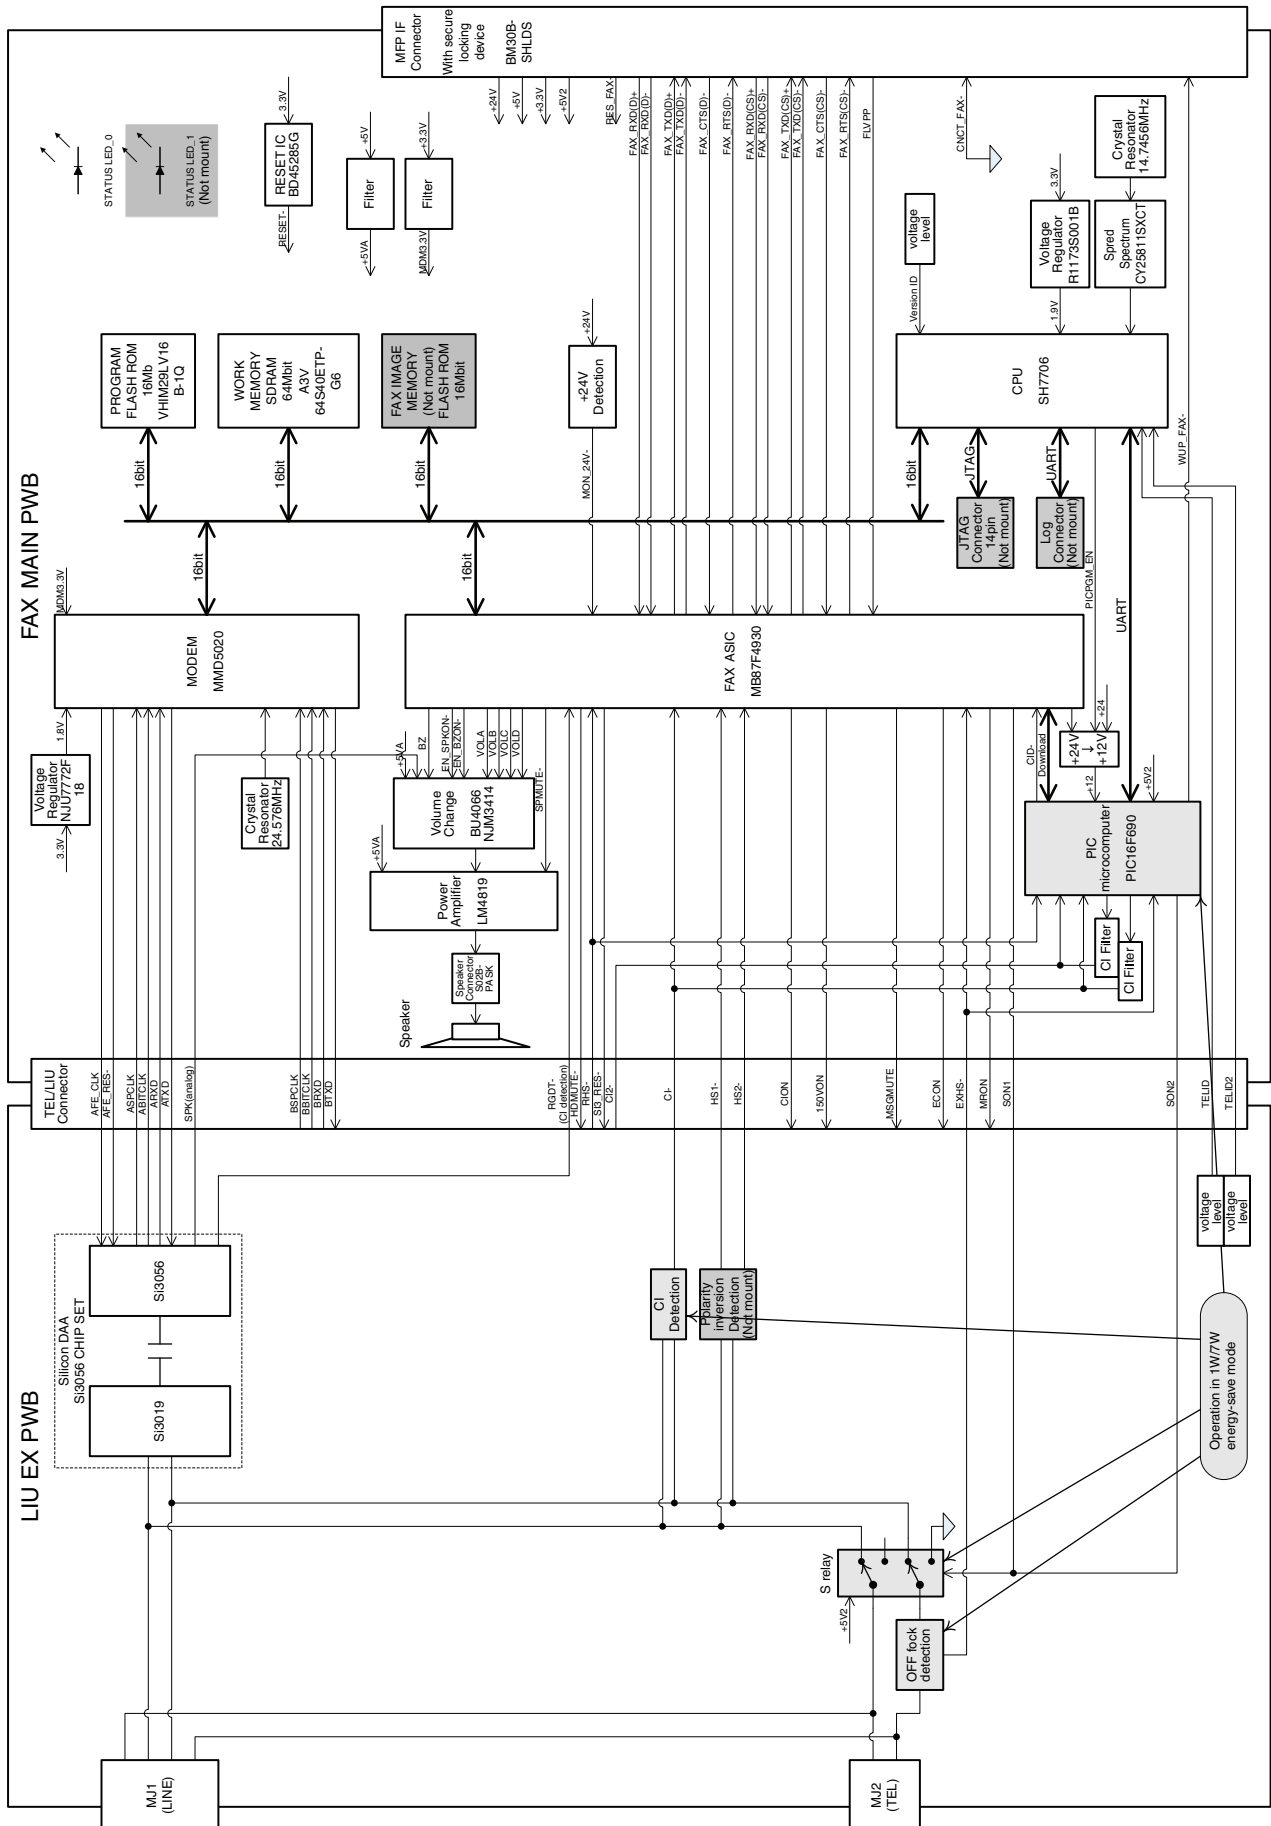 LIU EX PWB
FAX MAIN PWB
MJ1
(LINE)
MJ2
(TEL)
Silicon DAA
Si3056 CHIP SET
Si3019
Si3056
S relay
+5V2
OFF fock
detection
CI
Detection
Polarity
inversion
Detection
(Not mount)
Operation in 1W/7W
energy-save mode
voltage
level
voltage
level
TEL/LIU
Connector
AFE_CLK
AFE_RES-
ASPCLK
ABITCLK
ARXD
ATXD
SPK(analog)
BSPCLK
BBITCLK
BRXD
BTXD
RGDT-
(CI detection)
HDMUTE-
RHS-
SI3_RES-
CI2-
CI-
HS1-
HS2-
CION
150VON
MSGMUTE
ECON
EXHS-
MRON
SON1
SON2
TELID
TELID2
Speaker
Speaker
Connector
S02B-
PASK
Power
Amplifier
LM4819
+5VA
Volume
Change
BU4066
NJM3414
+5VA
BZ
EN_SPKON-
EN_BZON-
VOLA
VOLB
VOLC
VOLD
SPMUTE-
3.3V
Voltage
Regulator
NJU7772F
18
1.8V
Crystal
Resonator
24.576MHz
MODEM
MMD5020
MDM3.3V
FAX ASIC
MB87F4930
CI Filter
CI Filter
PIC
microcomputer
PIC16F690
+12
+5V2
+24V
↓
+12V
+24
CID-
Download
UART
PICPGM_EN
16bit
16bit
16bit
16bit
16bit
16bit
PROGRAM
FLASH ROM
16Mb
VHIM29LV16
B-1Q
WORK
MEMORY
SDRAM
64Mbit
A3V
64S40ETP-
G6
FAX IMAGE
MEMORY
(Not mount)
FLASH ROM
16Mbit
MON_24V-
+24V
Detection
+24V
JTAG
Connector
14pin
(Not mount)
JTAG
Log
Connector
(Not mount)
UART
CPU
SH7706
WUP_FAX-
Version ID
voltage
level
1.9V
Voltage
Regulator
R1173S001B
3.3V
Spred
Spectrum
CY25811SXCT
Crystal
Resonator
14.7456MHz
STATUS LED_0
STATUS LED_1
(Not mount)
RESET-
RESET IC
BD45285G
3.3V
+5VA
Filter
+5V
MDM3.3V
Filter
+3.3V
MFP IF
Connector
With secure
locking
device
BM30B-
SHLDS
+24V
+5V
+3.3V
+5V2
RES_FAX-
FAX_RXD(D)+
FAX_RXD(D)-
FAX_TXD(D)+
FAX_TXD(D)-
FAX_CTS(D)-
FAX_RTS(D)-
FAX_RXD(CS)+
FAX_RXD(CS)-
FAX_TXD(CS)+
FAX_TXD(CS)-
FAX_CTS(CS)-
FAX_RTS(CS)-
FLVPP
CNCT_FAX-